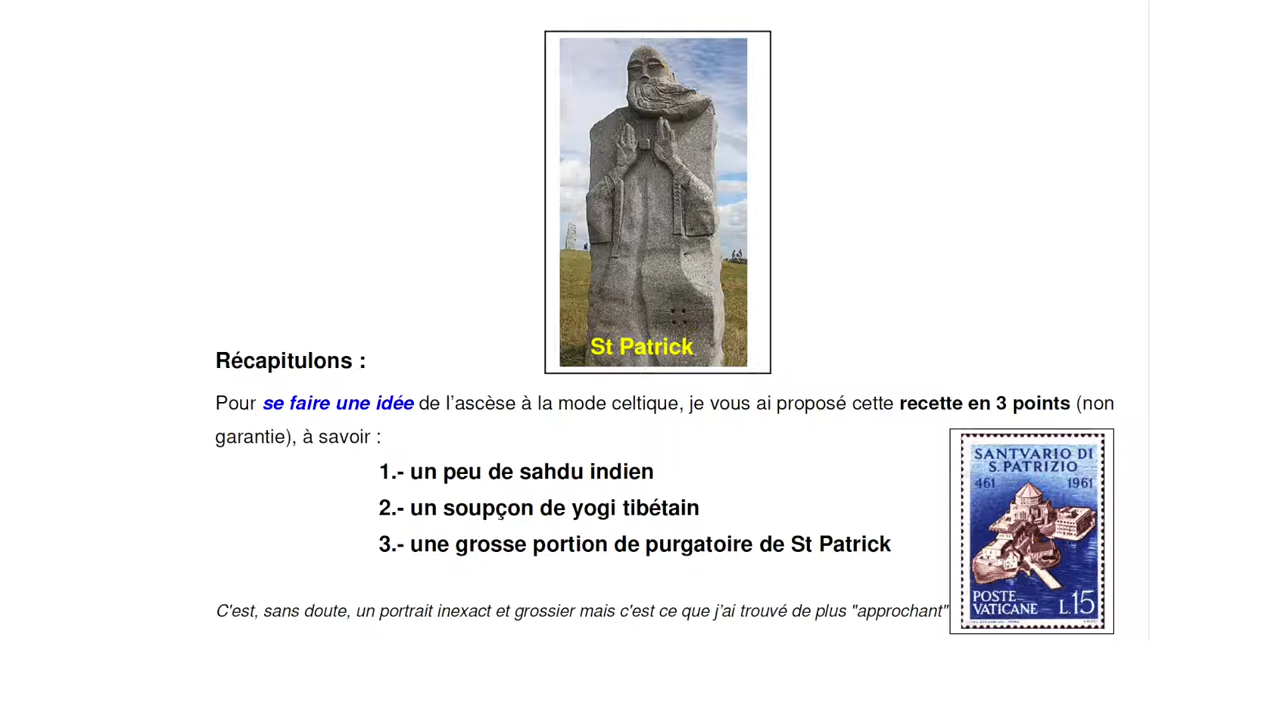 St Patrick
Récapitulons :
Pour se faire une idée de l'ascèse à la mode celtique, je vous ai proposé cette recette en 3 points (non
garantie), à savoir :
1.- un peu de sahdu indien
2.- un soupçon de yogi tibétain
3.- une grosse portion de purgatoire de St Patrick
C'est, sans doute, un portrait inexact et grossier mais c'est ce que j'ai trouvé de plus "approchant"
SANTVARIO DI
S. PATRIZIO
461 1961
POSTE
VATICANE L.15